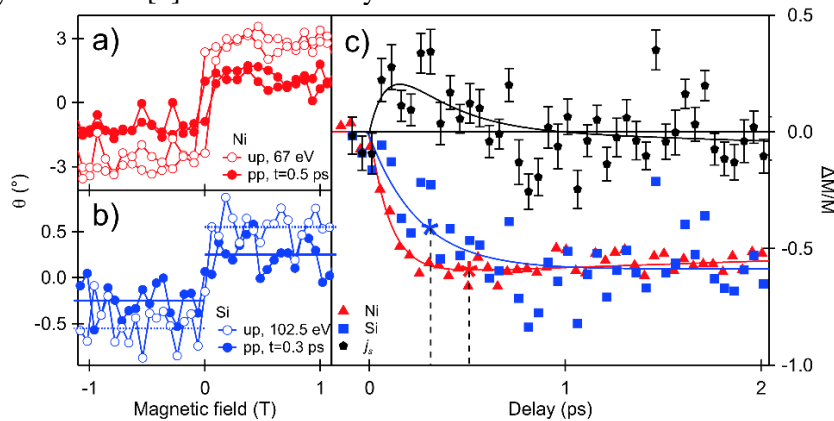 [
a)
3
0
-3
Ni
up, 67 eV
pp, t=0.5 ps
θ (°)
b)
0.5
0.0
-0.5
Si
up, 102.5 eV
pp, t=0.3 ps
-1
0
1
Magnetic field (T)
c)
0.5
0.0
-0.5
-1.0
ΔM/M
Ni
Si
js
0
1
2
Delay (ps)